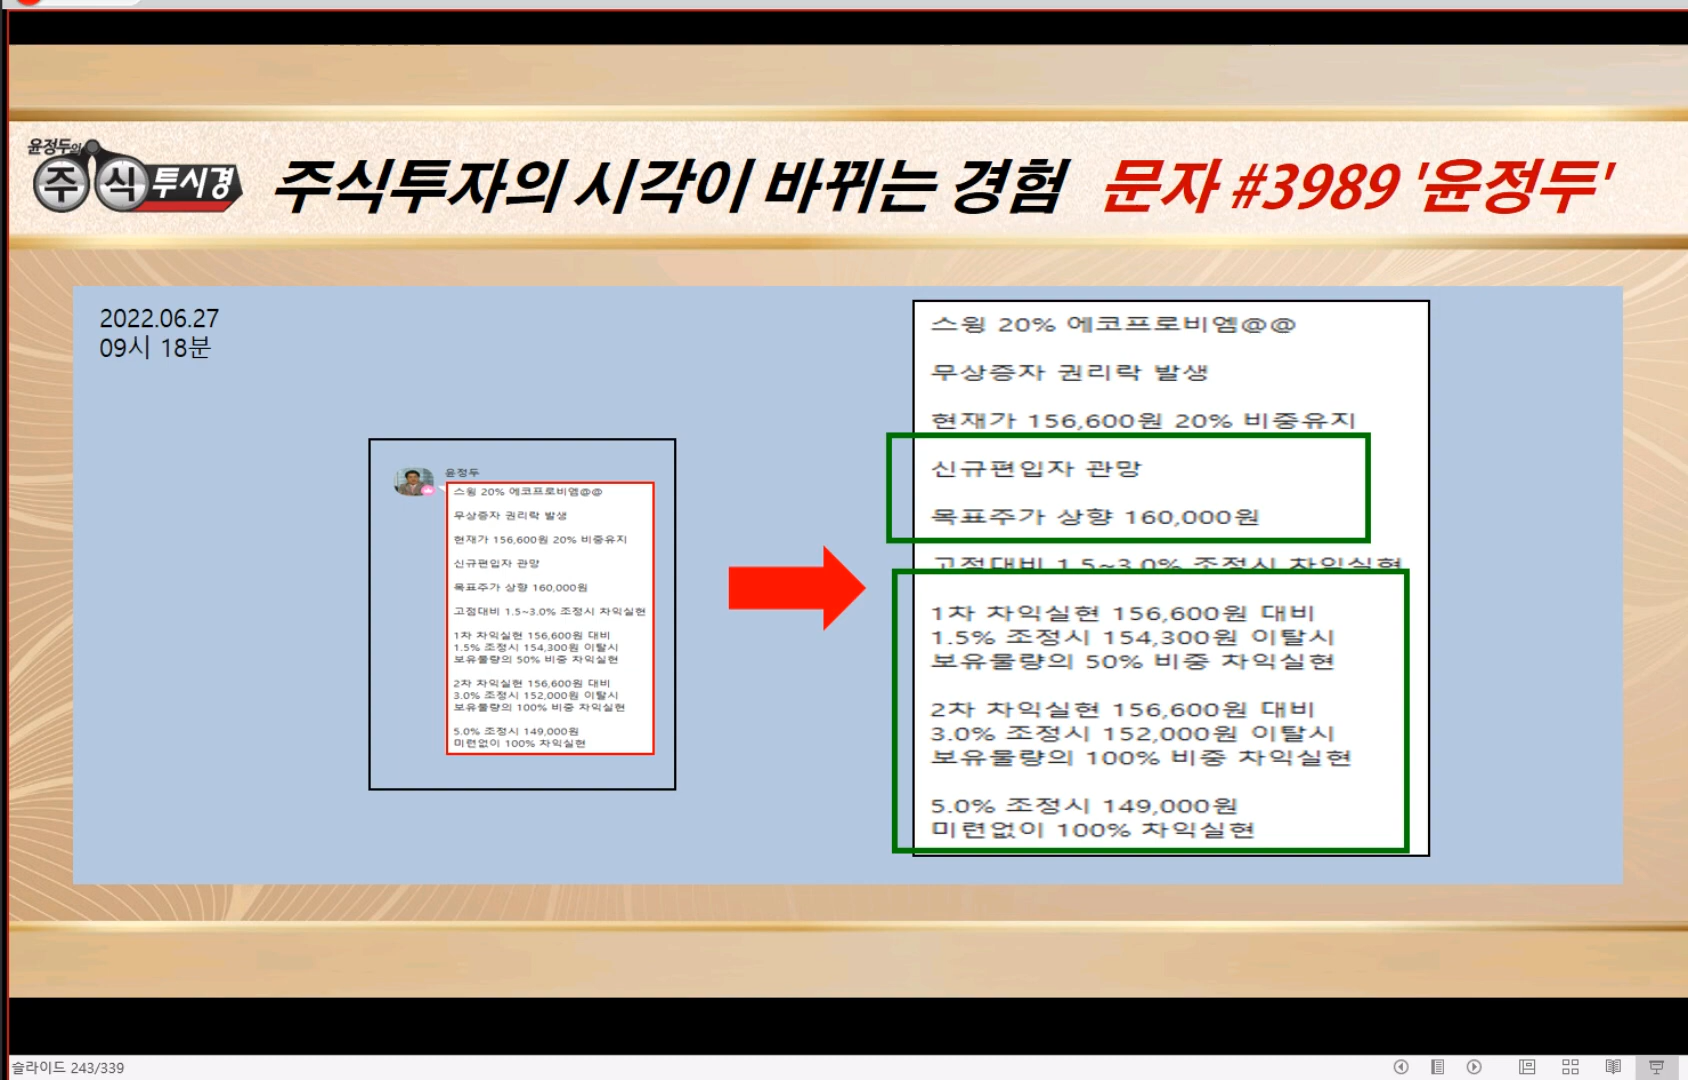 윤정두의
주식투시경
주식투자의 시각이 바뀌는 경험 문자 #3989 '윤정두'
2022.06.27
09시 18분
윤정두
스윙 20% 에코프로비엠@@
무상증자 권리락 발생
현재가 156,600원 20% 비중유지
신규편입자 관망
목표주가 상향 160,000원
고점대비 1.5~3.0% 조정시 차익실현
1차 차익실현 156,600원 대비
1.5% 조정시 154,300원 이탈시
보유물량의 50% 비중 차익실현
2차 차익실현 156,600원 대비
3.0% 조정시 152,000원 이탈시
보유물량의 100% 비중 차익실현
5.0% 조정시 149,000원
미련없이 100% 차익실현
스윙 20% 에코프로비엠@@
무상증자 권리락 발생
현재가 156,600원 20% 비중유지
신규편입자 관망
목표주가 상향 160,000원
고점대비 1.5~3.0% 조정시 차익실현
1차 차익실현 156,600원 대비
1.5% 조정시 154,300원 이탈시
보유물량의 50% 비중 차익실현
2차 차익실현 156,600원 대비
3.0% 조정시 152,000원 이탈시
보유물량의 100% 비중 차익실현
5.0% 조정시 149,000원
미련없이 100% 차익실현
슬라이드 243/339